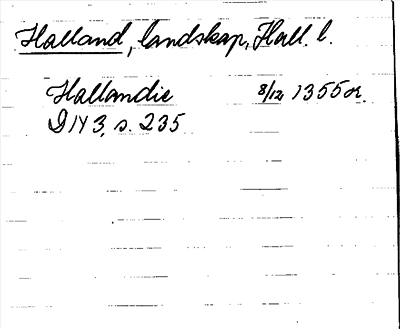 Halland, landskap, Hall. l.
Hallandie 8/12 1355 or.
DN 3, s. 235